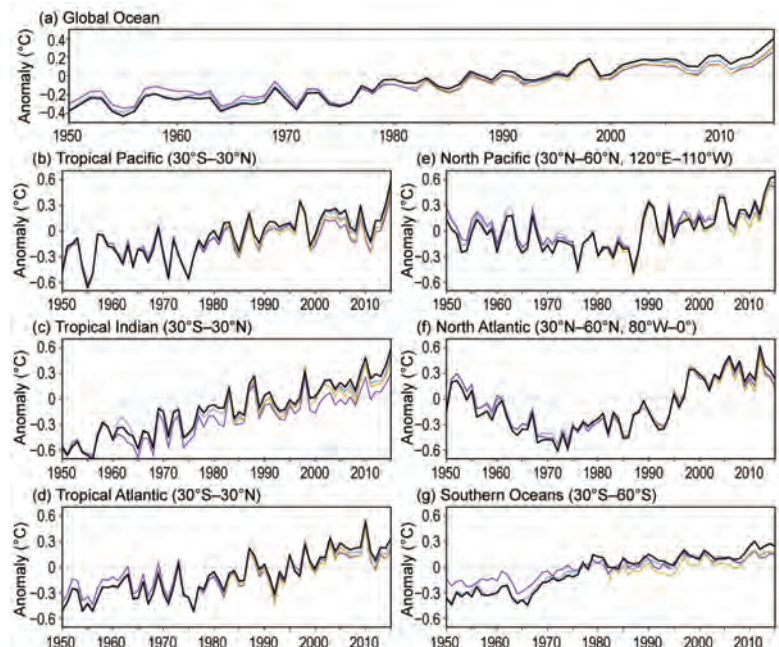 (a) Global Ocean
Anomaly (°C)
0.4
0.2
0
−0.2
−0.4
1950 1960 1970 1980 1990 2000 2010
(b) Tropical Pacific (30°S–30°N)
Anomaly (°C)
0.6
0.3
0
−0.3
−0.6
1950 1960 1970 1980 1990 2000 2010
(c) Tropical Indian (30°S–30°N)
Anomaly (°C)
0.6
0.3
0
−0.3
−0.6
1950 1960 1970 1980 1990 2000 2010
(d) Tropical Atlantic (30°S–30°N)
Anomaly (°C)
0.6
0.3
0
−0.3
−0.6
1950 1960 1970 1980 1990 2000 2010
(e) North Pacific (30°N–60°N, 120°E–110°W)
Anomaly (°C)
0.6
0.3
0
−0.3
−0.6
1950 1960 1970 1980 1990 2000 2010
(f) North Atlantic (30°N–60°N, 80°W–0°)
Anomaly (°C)
0.6
0.3
0
−0.3
−0.6
1950 1960 1970 1980 1990 2000 2010
(g) Southern Oceans (30°S–60°S)
Anomaly (°C)
0.6
0.3
0
−0.3
−0.6
1950 1960 1970 1980 1990 2000 2010